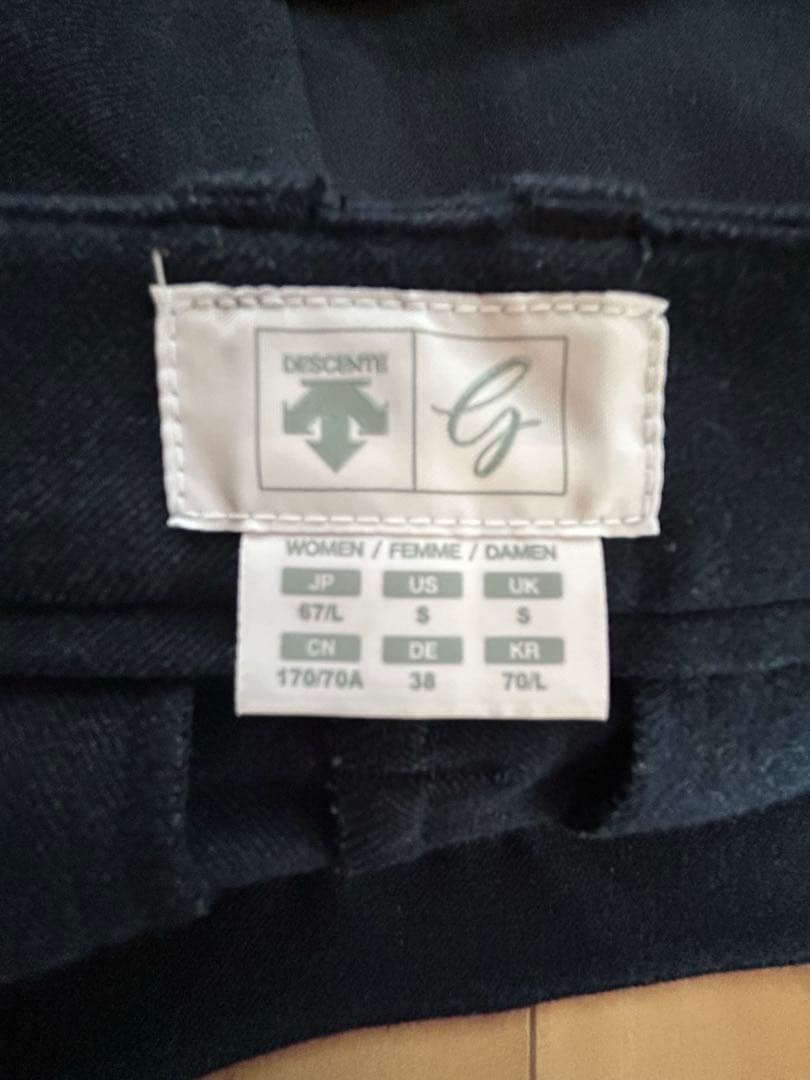 DESCENTE
G
WOMEN / FEMME / DAMEN
JP US UK
67/L S S
CN DE KR
170/70A 38 70/L